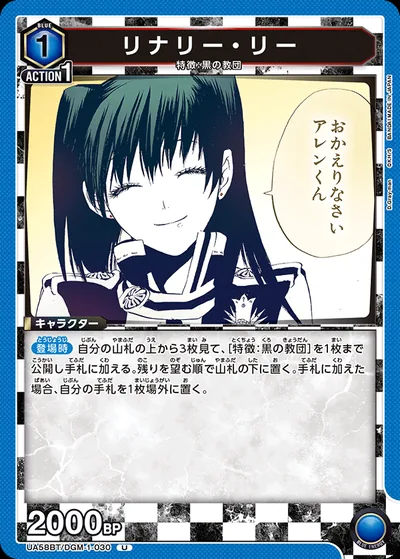 BLUE
1
リナリー・リー
ACTION 1
特徴:黒の教団
おかえりなさい
アレンくん
キャラクター
登場時 自分の山札の上から3枚見て、[特徴:黒の教団]を1枚まで
公開し手札に加える。残りを望む順で山札の下に置く。手札に加えた
場合、自分の手札を1枚場外に置く。
2000BP
UA58BT/DGM-1-030 U
BLUE ENERGY